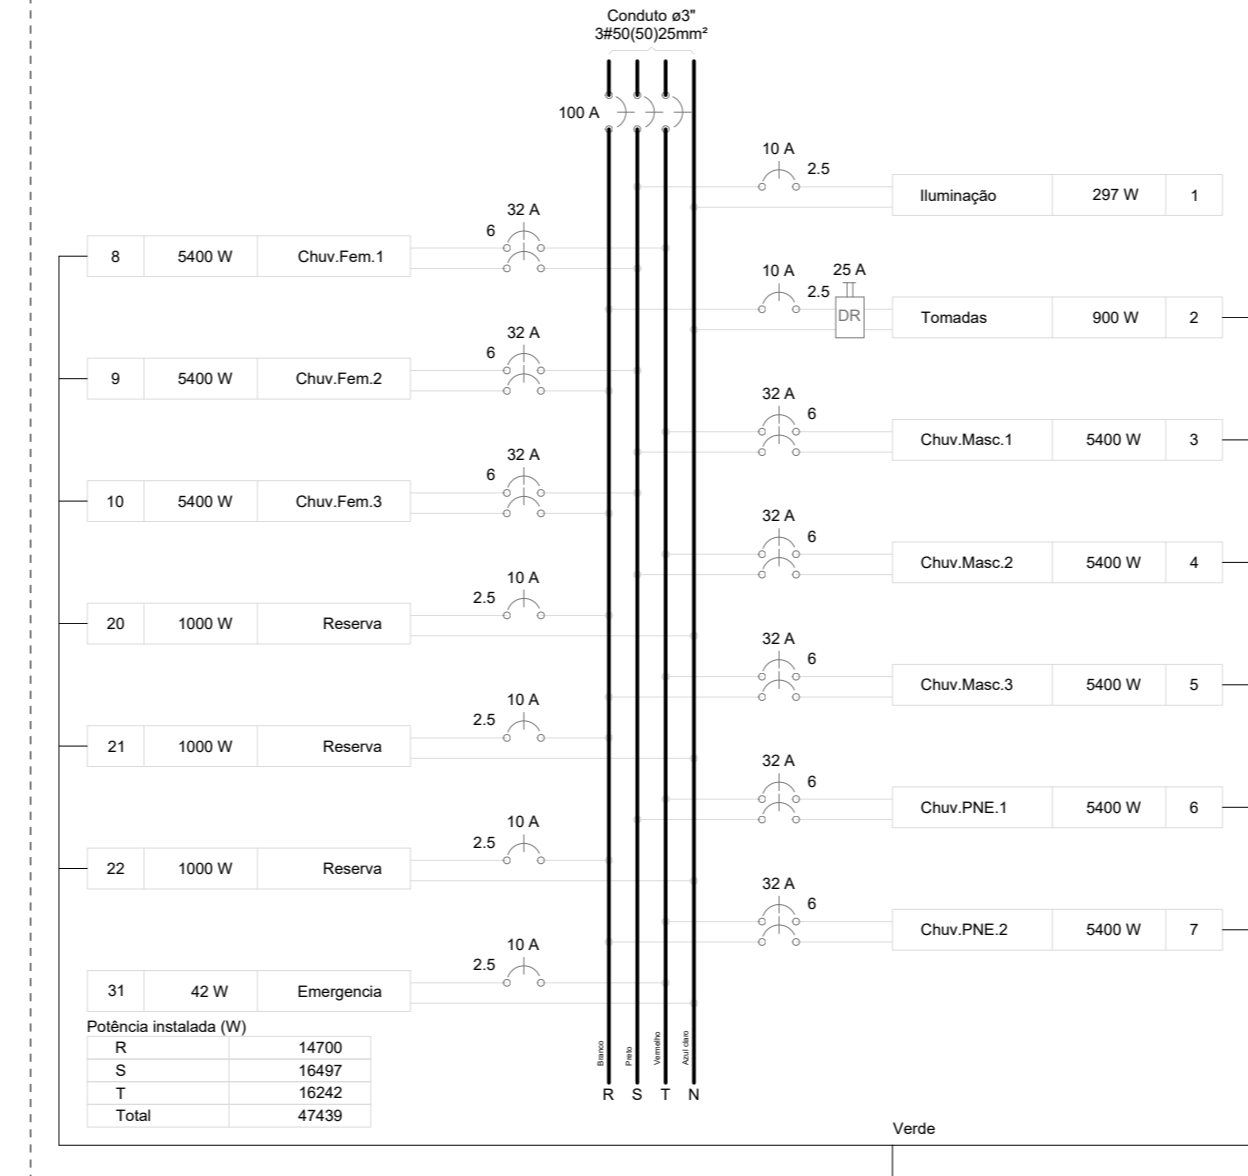 Conduto ø3"
3#50(50)25mm²
100 A
10 A
2.5
Iluminação 297 W 1
32 A
6
8 5400 W Chuv.Fem.1
10 A
25 A
2.5
DR
Tomadas 900 W 2
32 A
6
9 5400 W Chuv.Fem.2
32 A
6
Chuv.Masc.1 5400 W 3
32 A
6
10 5400 W Chuv.Fem.3
32 A
6
Chuv.Masc.2 5400 W 4
10 A
2.5
20 1000 W Reserva
32 A
6
Chuv.Masc.3 5400 W 5
10 A
2.5
21 1000 W Reserva
32 A
6
Chuv.PNE.1 5400 W 6
10 A
2.5
22 1000 W Reserva
32 A
6
Chuv.PNE.2 5400 W 7
10 A
2.5
31 42 W Emergencia
Potência instalada (W)
R 14700
S 16497
T 16242
Total 47439
Branco
Preto
Vermelho
Azul claro
R S T N
Verde